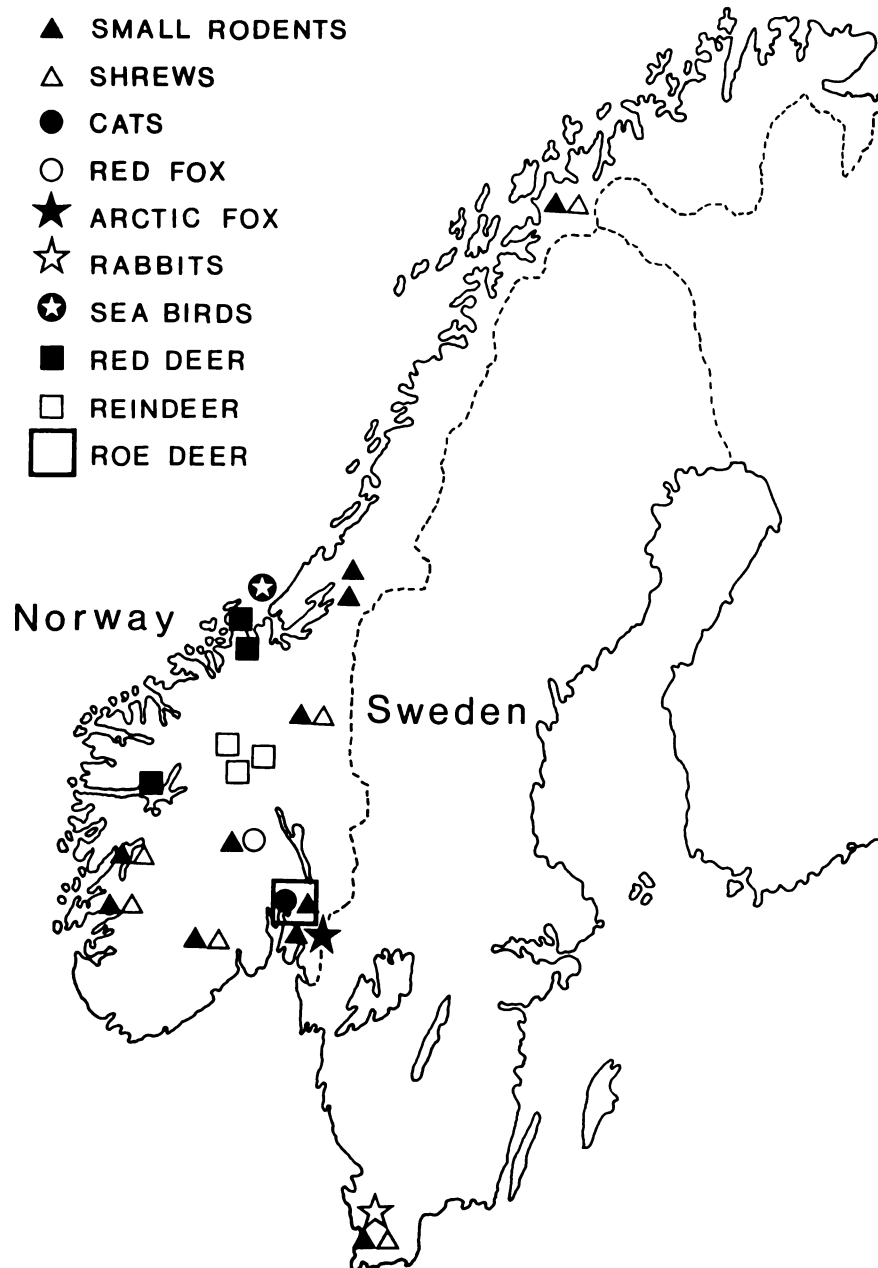 SMALL RODENTS
SHREWS
CATS
RED FOX
ARCTIC FOX
RABBITS
SEA BIRDS
RED DEER
REINDEER
ROE DEER
Norway
Sweden